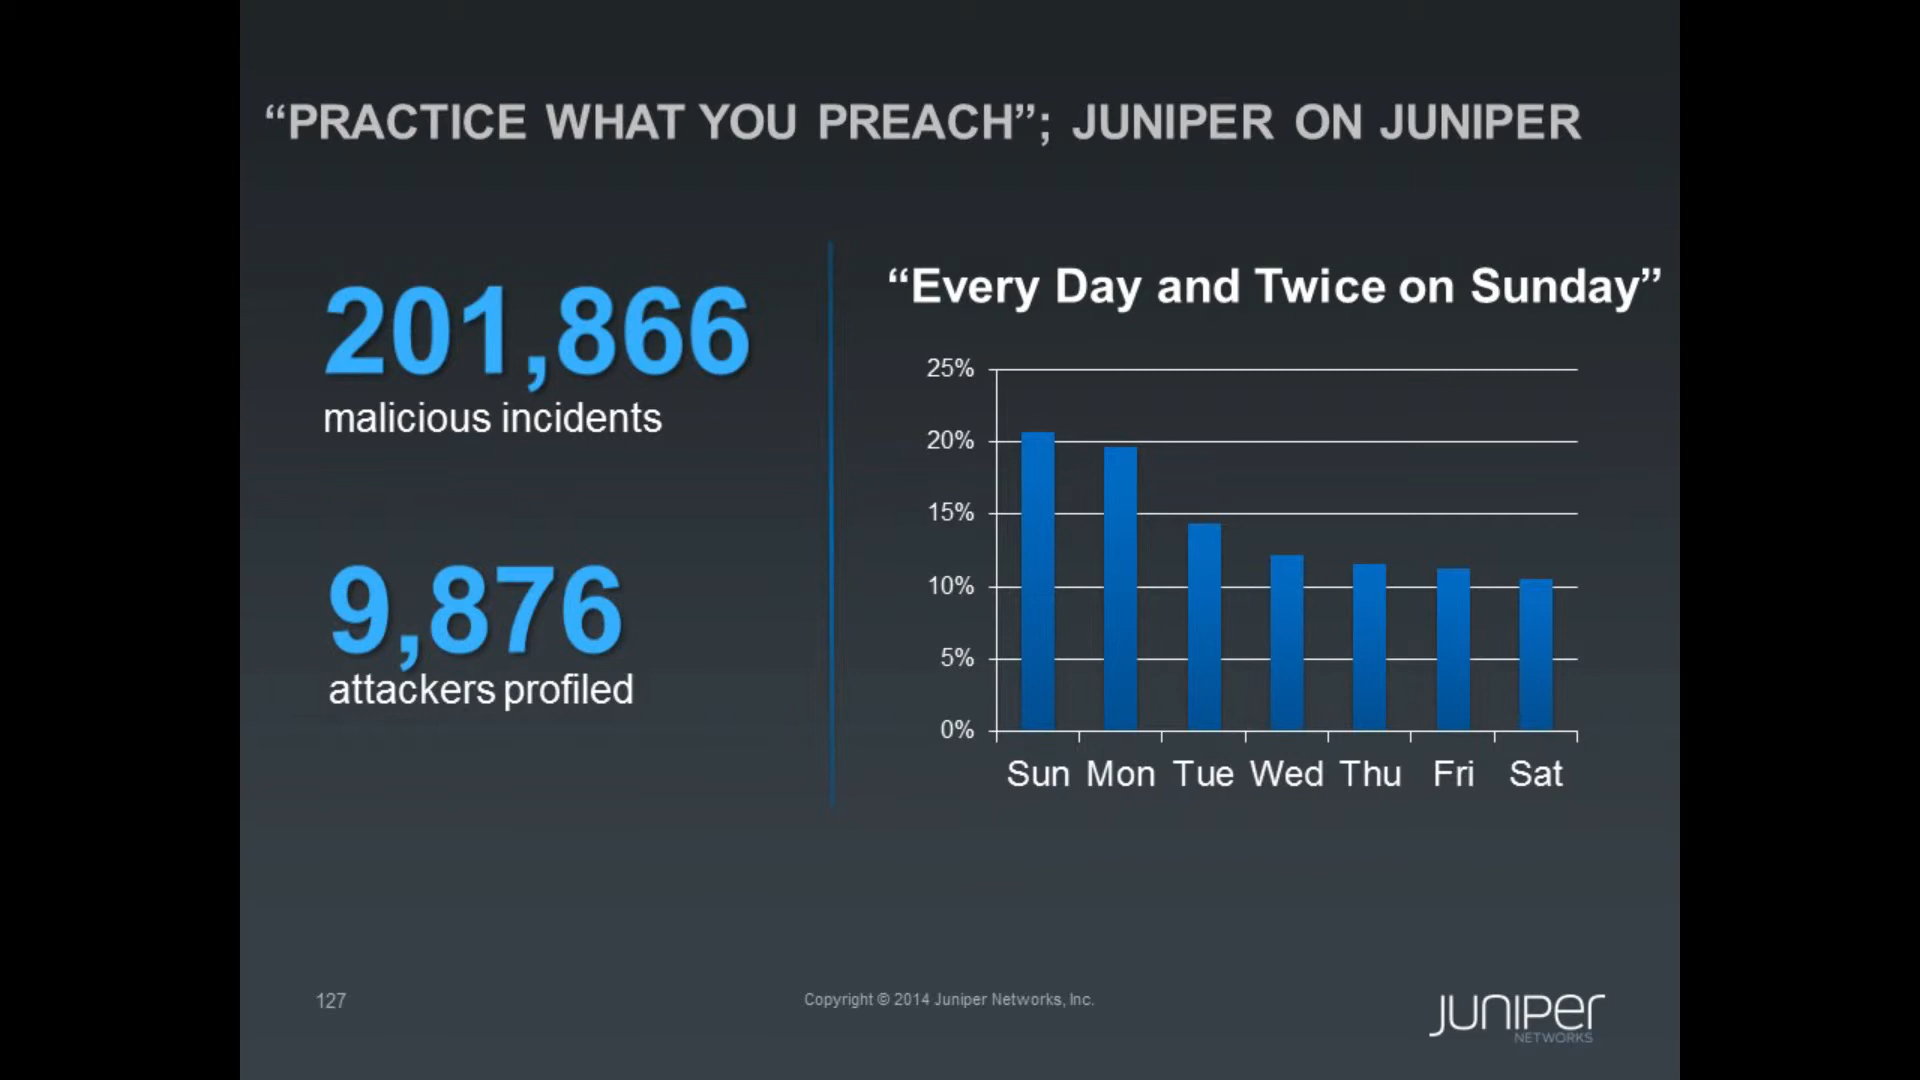 “PRACTICE WHAT YOU PREACH”; JUNIPER ON JUNIPER
201,866
malicious incidents
9,876
attackers profiled
“Every Day and Twice on Sunday”
25%
20%
15%
10%
5%
0%
Sun Mon Tue Wed Thu Fri Sat
127
Copyright © 2014 Juniper Networks, Inc.
JUNIPer
NETWORKS